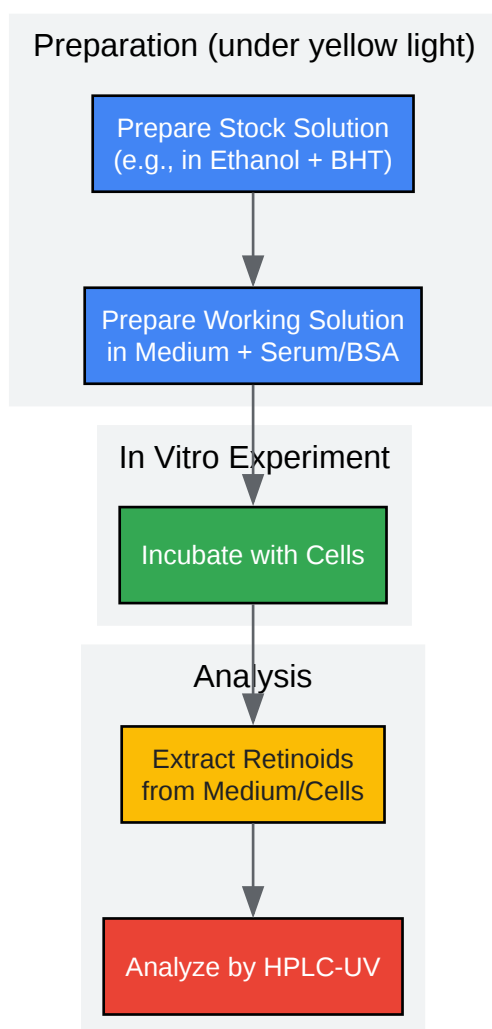 Preparation (under yellow light)
Prepare Stock Solution
(e.g., in Ethanol + BHT)
Prepare Working Solution
in Medium + Serum/BSA
In Vitro Experiment
Incubate with Cells
Analysis
Extract Retinoids
from Medium/Cells
Analyze by HPLC-UV